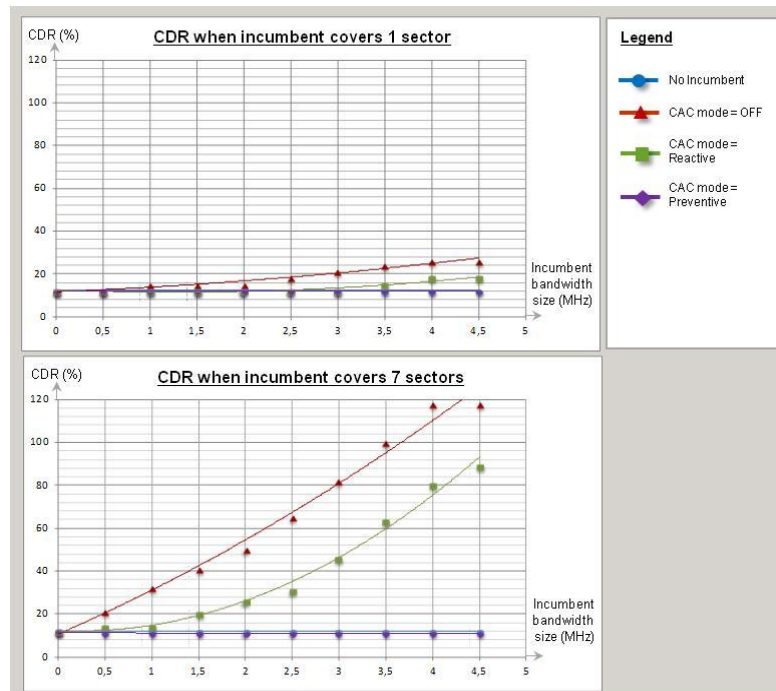 CDR (%)
CDR when incumbent covers 1 sector
120
100
80
60
40
20
0
0 0,5 1 1,5 2 2,5 3 3,5 4 4,5 5
Incumbent
bandwidth
size (MHz)
Legend
No Incumbent
CAC mode = OFF
CAC mode =
Reactive
CAC mode =
Preventive
CDR (%)
CDR when incumbent covers 7 sectors
120
100
80
60
40
20
0
0 0,5 1 1,5 2 2,5 3 3,5 4 4,5 5
Incumbent
bandwidth
size (MHz)